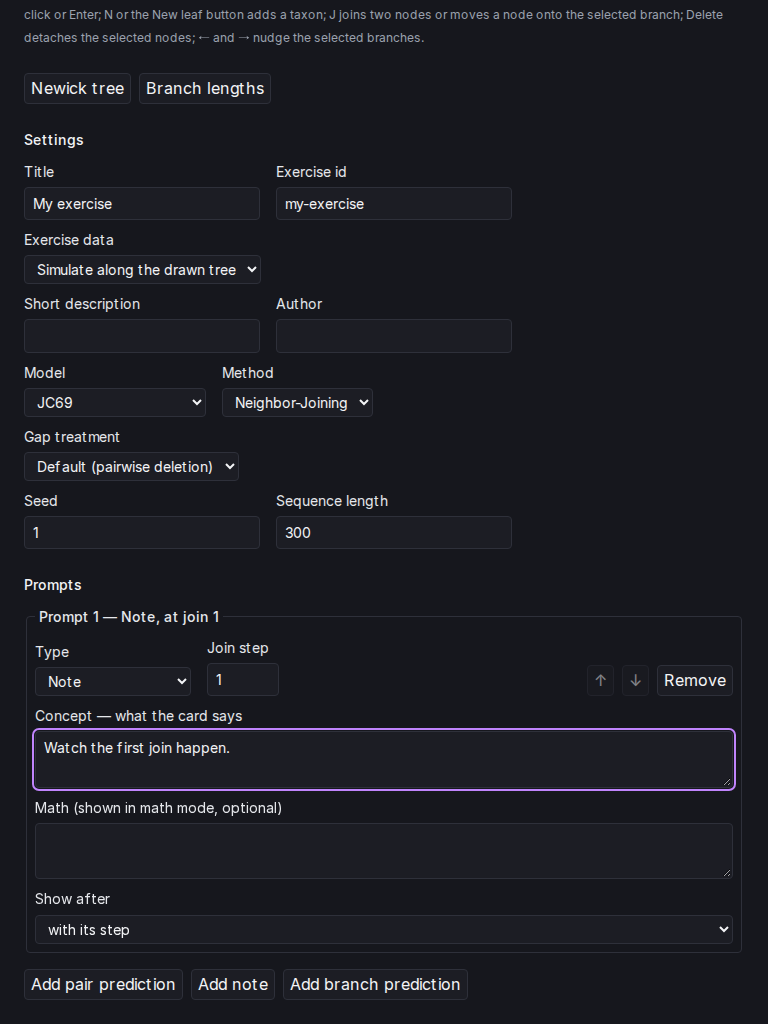 click or Enter; N or the New leaf button adds a taxon; J joins two nodes or moves a node onto the selected branch; Delete
detaches the selected nodes; ← and → nudge the selected branches.
Newick tree Branch lengths
Settings
Title Exercise id
My exercise my-exercise
Exercise data
Simulate along the drawn tree
Short description Author
Model Method
JC69 Neighbor-Joining
Gap treatment
Default (pairwise deletion)
Seed Sequence length
1 300
Prompts
Prompt 1 — Note, at join 1
Type Join step
Note 1 ↑ ↓ Remove
Concept — what the card says
Watch the first join happen.
Math (shown in math mode, optional)
Show after
with its step
Add pair prediction Add note Add branch prediction